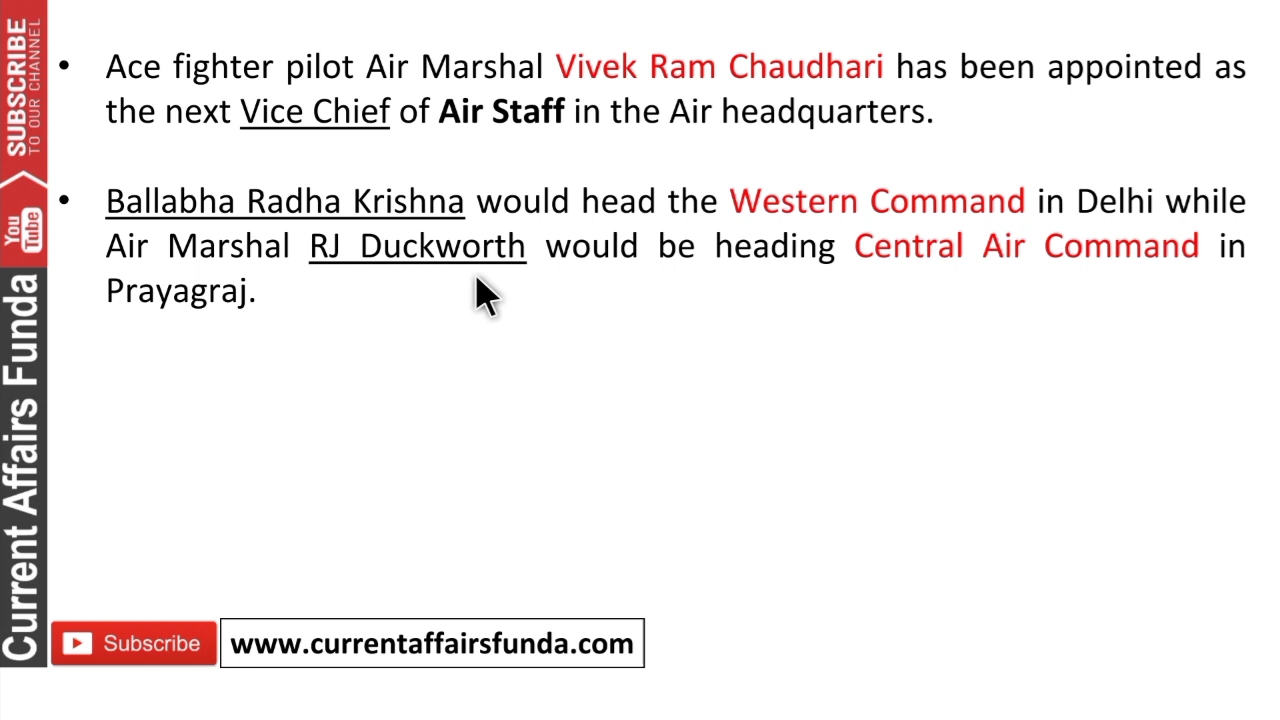 • Ace fighter pilot Air Marshal Vivek Ram Chaudhari has been appointed as
the next Vice Chief of Air Staff in the Air headquarters.
• Ballabha Radha Krishna would head the Western Command in Delhi while
Air Marshal RJ Duckworth would be heading Central Air Command in
Prayagraj.
SUBSCRIBE
TO OUR CHANNEL
You
Tube
Current Affairs Funda
Subscribe
www.currentaffairsfunda.com